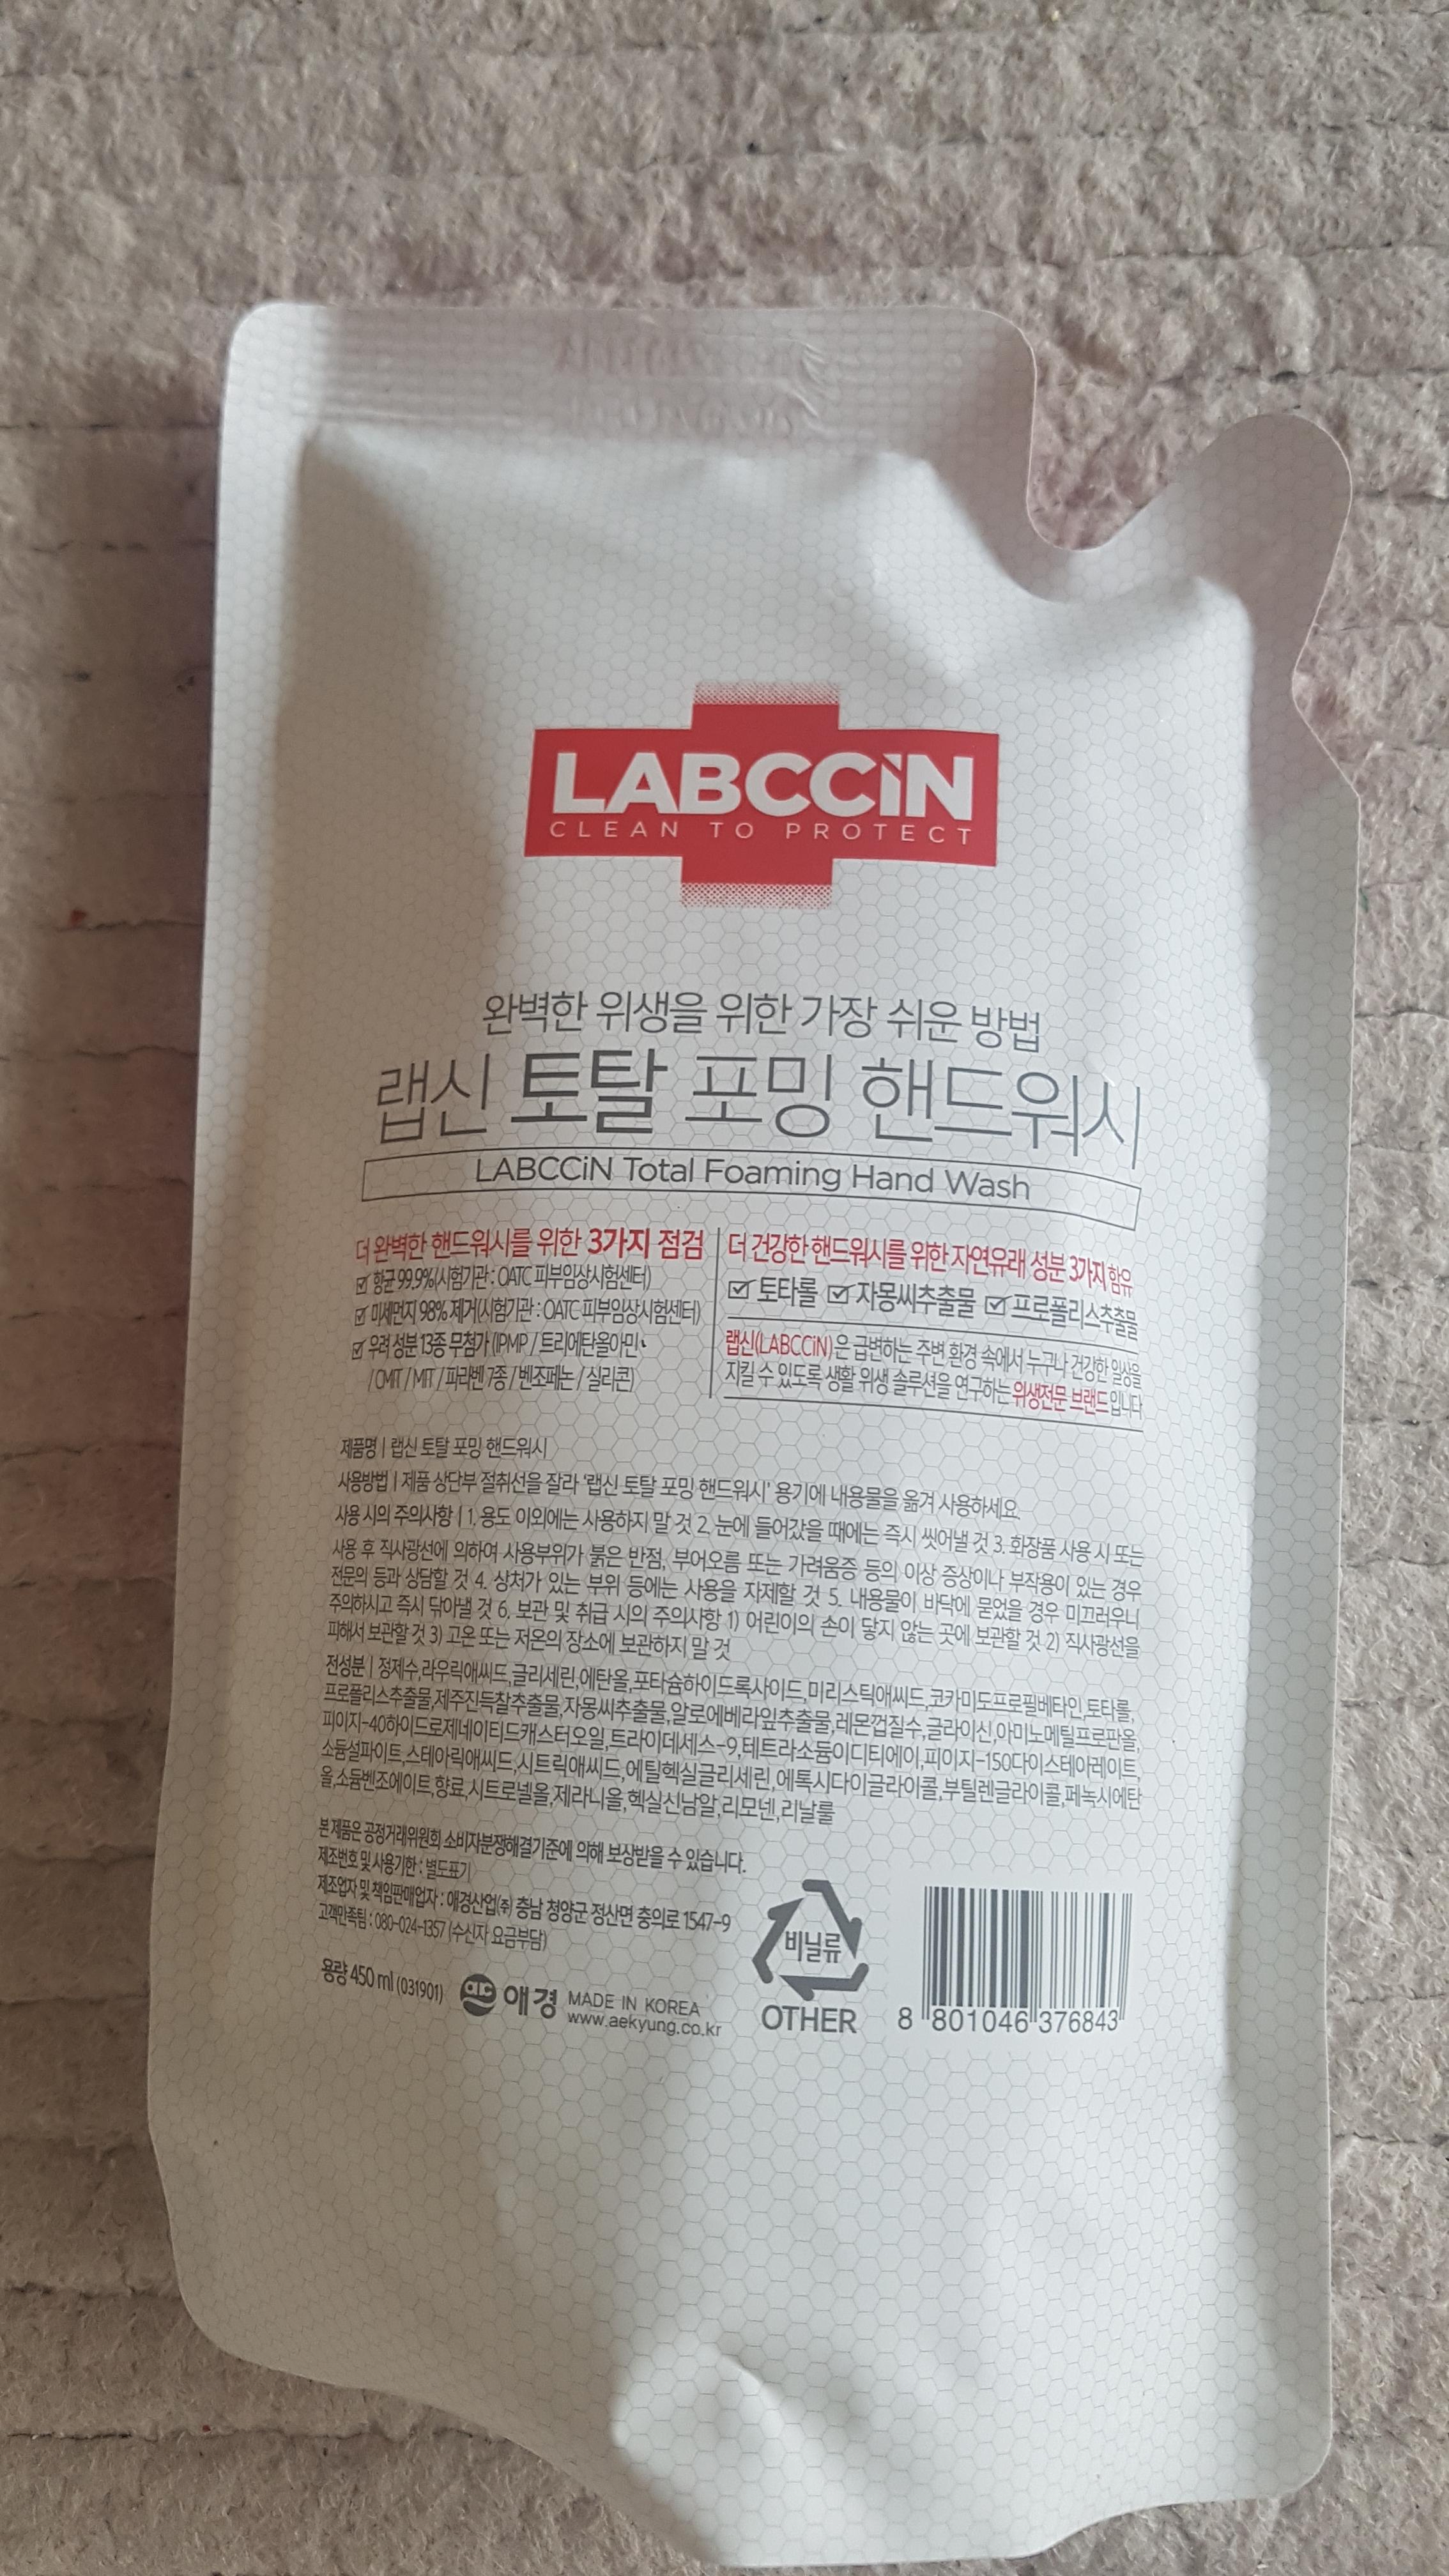 LABCCiN
CLEAN TO PROTECT
완벽한 위생을 위한 가장 쉬운 방법
랩신 토탈 포밍 핸드워시
LABCCiN Total Foaming Hand Wash
더 완벽한 핸드워시를 위한 3가지 점검
항균 99.9%(시험기관 : OATC 피부임상시험센터)
미세먼지 98% 제거(시험기관 : OATC 피부임상시험센터)
우려 성분 13종 무첨가 (IPMP / 트리에탄올아민
/ CMIT / MIT / 파라벤 7종 / 벤조페논 / 실리콘)
더 건강한 핸드워시를 위한 자연유래 성분 3가지 함유
토타롤 자몽씨추출물 프로폴리스추출물
랩신(LABCCiN)은 급변하는 주변 환경 속에서 누구나 건강한 일상을
지킬 수 있도록 생활 위생 솔루션을 연구하는 위생전문 브랜드입니다
제품명 | 랩신 토탈 포밍 핸드워시
사용방법 | 제품 상단부 절취선을 잘라 '랩신 토탈 포밍 핸드워시' 용기에 내용물을 옮겨 사용하세요.
사용 시의 주의사항 | 1. 용도 이외에는 사용하지 말 것 2. 눈에 들어갔을 때에는 즉시 씻어낼 것 3. 화장품 사용 시 또는
사용 후 직사광선에 의하여 사용부위가 붉은 반점, 부어오름 또는 가려움증 등의 이상 증상이나 부작용이 있는 경우
전문의 등과 상담할 것 4. 상처가 있는 부위 등에는 사용을 자제할 것 5. 내용물이 바닥에 묻었을 경우 미끄러우니
주의하시고 즉시 닦아낼 것 6. 보관 및 취급 시의 주의사항 1) 어린이의 손이 닿지 않는 곳에 보관할 것 2) 직사광선을
피해서 보관할 것 3) 고온 또는 저온의 장소에 보관하지 말 것
전성분 | 정제수,라우릭애씨드,글리세린,에탄올,포타슘하이드록사이드,미리스틱애씨드,코카미도프로필베타인,토타롤,
프로폴리스추출물,제주진득찰추출물,자몽씨추출물,알로에베라잎추출물,레몬껍질수,글라이신,아미노메틸프로판올,
피이지-40하이드로제네이티드캐스터오일,트라이데세스-9,테트라소듐이디티에이,피이지-150다이스테아레이트,
소듐설파이트,스테아릭애씨드,시트릭애씨드,에틸헥실글리세린,에톡시다이글라이콜,부틸렌글라이콜,페녹시에탄
올,소듐벤조에이트,향료,시트로넬올,제라니올,헥실신남알,리모넨,리날룰
본 제품은 공정거래위원회 소비자분쟁해결기준에 의해 보상받을 수 있습니다.
제조번호 및 사용기한 : 별도표기
제조업자 및 책임판매업자 : 애경산업(주) 충남 청양군 정산면 충의로 1547-9
고객만족팀 : 080-024-1357 (수신자 요금부담)
용량 450 ml (031901)
애경
MADE IN KOREA
www.aekyung.co.kr
비닐류
OTHER
8 801046 376843